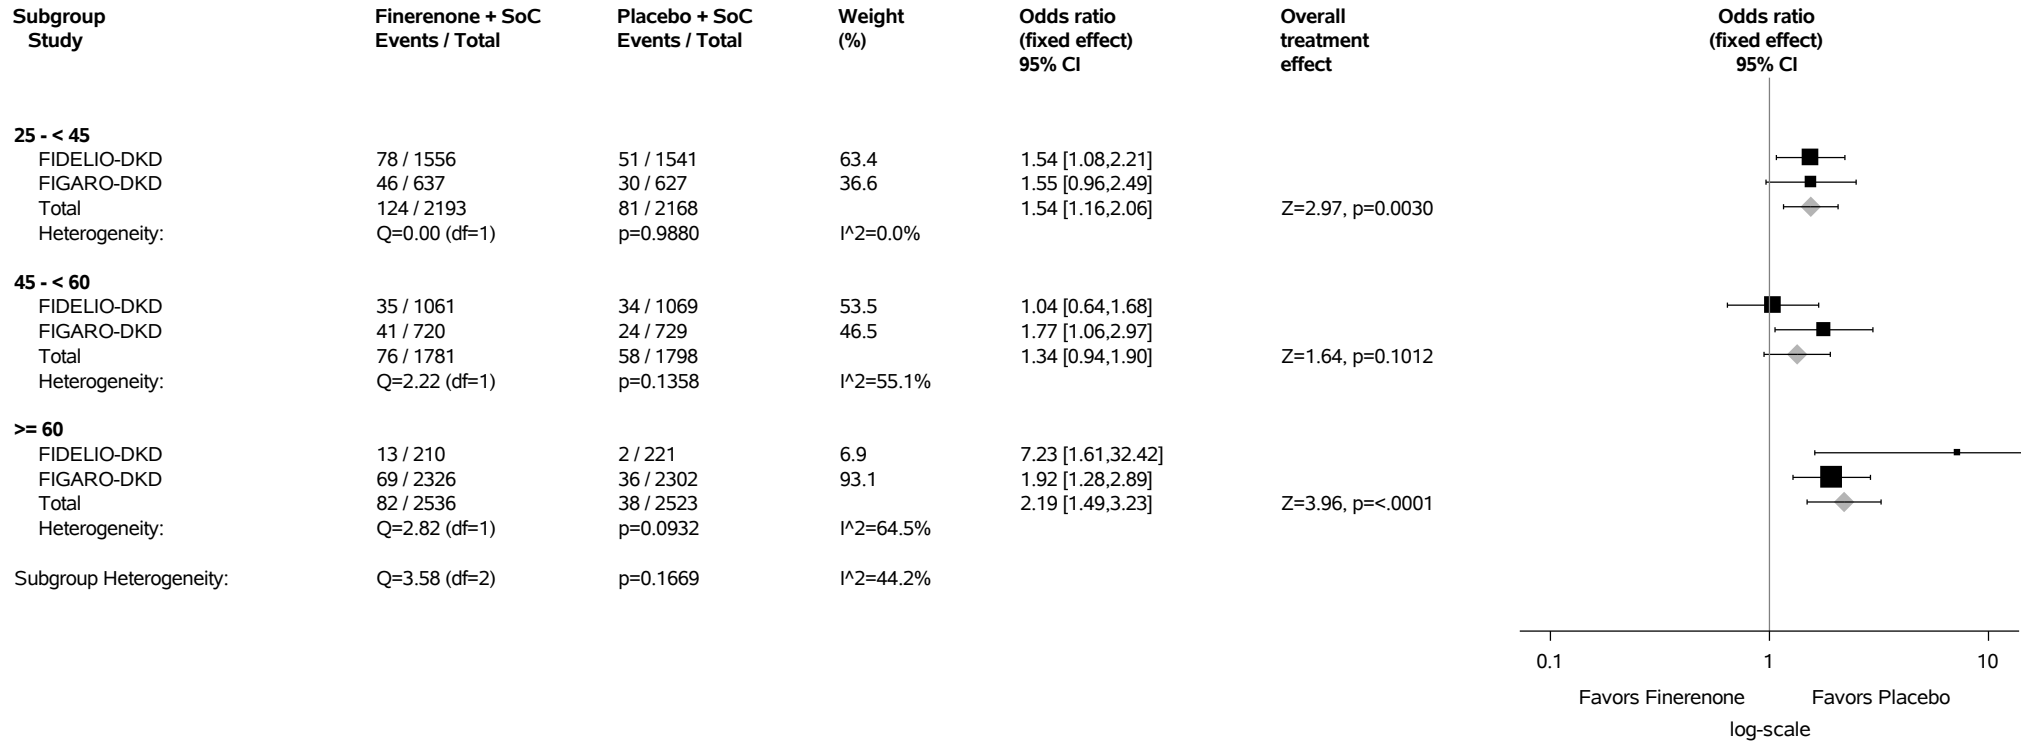 Subgroup Finerenone + SoC Placebo + SoC Weight Odds ratio Overall Odds ratio
Study Events / Total Events / Total (%) (fixed effect) treatment (fixed effect)
95% CI effect 95% CI
25 - < 45
FIDELIO-DKD 78 / 1556 51 / 1541 63.4 1.54 [1.08,2.21]
FIGARO-DKD 46 / 637 30 / 627 36.6 1.55 [0.96,2.49]
Total 124 / 2193 81 / 2168 1.54 [1.16,2.06] Z=2.97, p=0.0030
Heterogeneity: Q=0.00 (df=1) p=0.9880 I^2=0.0%
45 - < 60
FIDELIO-DKD 35 / 1061 34 / 1069 53.5 1.04 [0.64,1.68]
FIGARO-DKD 41 / 720 24 / 729 46.5 1.77 [1.06,2.97]
Total 76 / 1781 58 / 1798 1.34 [0.94,1.90] Z=1.64, p=0.1012
Heterogeneity: Q=2.22 (df=1) p=0.1358 I^2=55.1%
>= 60
FIDELIO-DKD 13 / 210 2 / 221 6.9 7.23 [1.61,32.42]
FIGARO-DKD 69 / 2326 36 / 2302 93.1 1.92 [1.28,2.89]
Total 82 / 2536 38 / 2523 2.19 [1.49,3.23] Z=3.96, p=<.0001
Heterogeneity: Q=2.82 (df=1) p=0.0932 I^2=64.5%
Subgroup Heterogeneity: Q=3.58 (df=2) p=0.1669 I^2=44.2%
0.1 1 10
Favors Finerenone Favors Placebo
log-scale